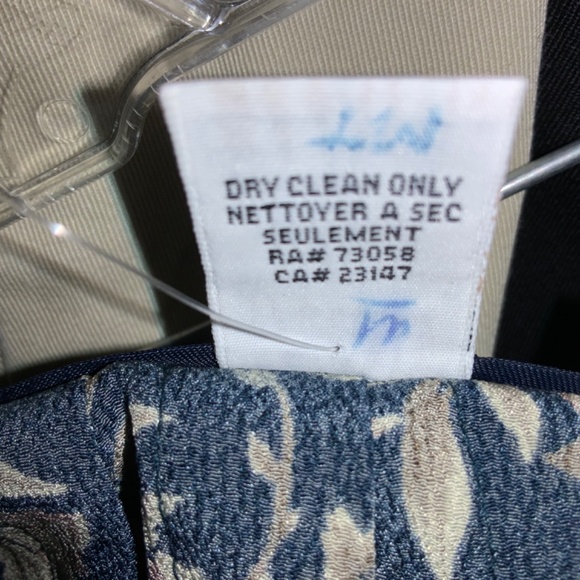 DRY CLEAN ONLY
NETTOYER A SEC
SEULEMENT
RA# 73058
CA# 23147